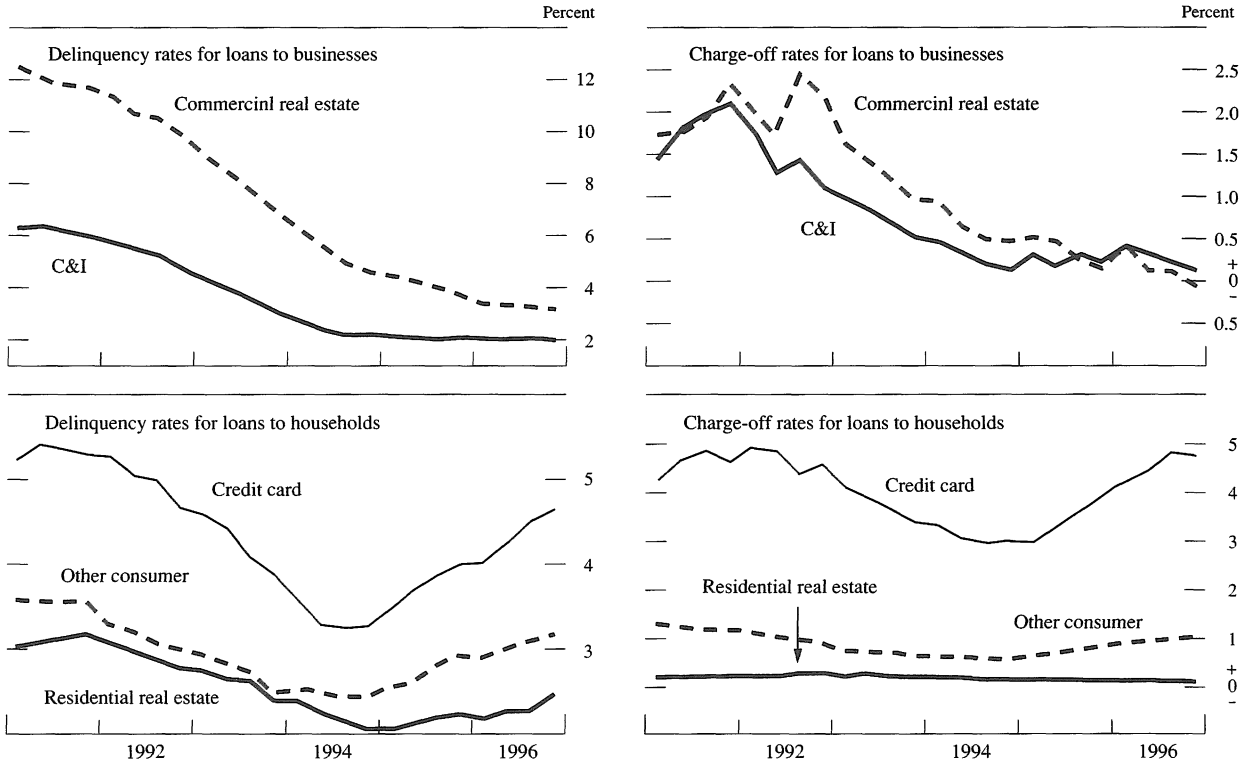 Percent
Delinquency rates for loans to businesses
12
Commercinl real estate
10
8
6
C&I
4
2
Percent
Charge-off rates for loans to businesses
2.5
Commercinl real estate
2.0
1.5
1.0
C&I
0.5
+
0
-
0.5
Delinquency rates for loans to households
5
Credit card
4
Other consumer
3
Residential real estate
1992 1994 1996
Charge-off rates for loans to households
5
Credit card
4
3
2
Residential real estate
Other consumer
1
+
0
-
1992 1994 1996